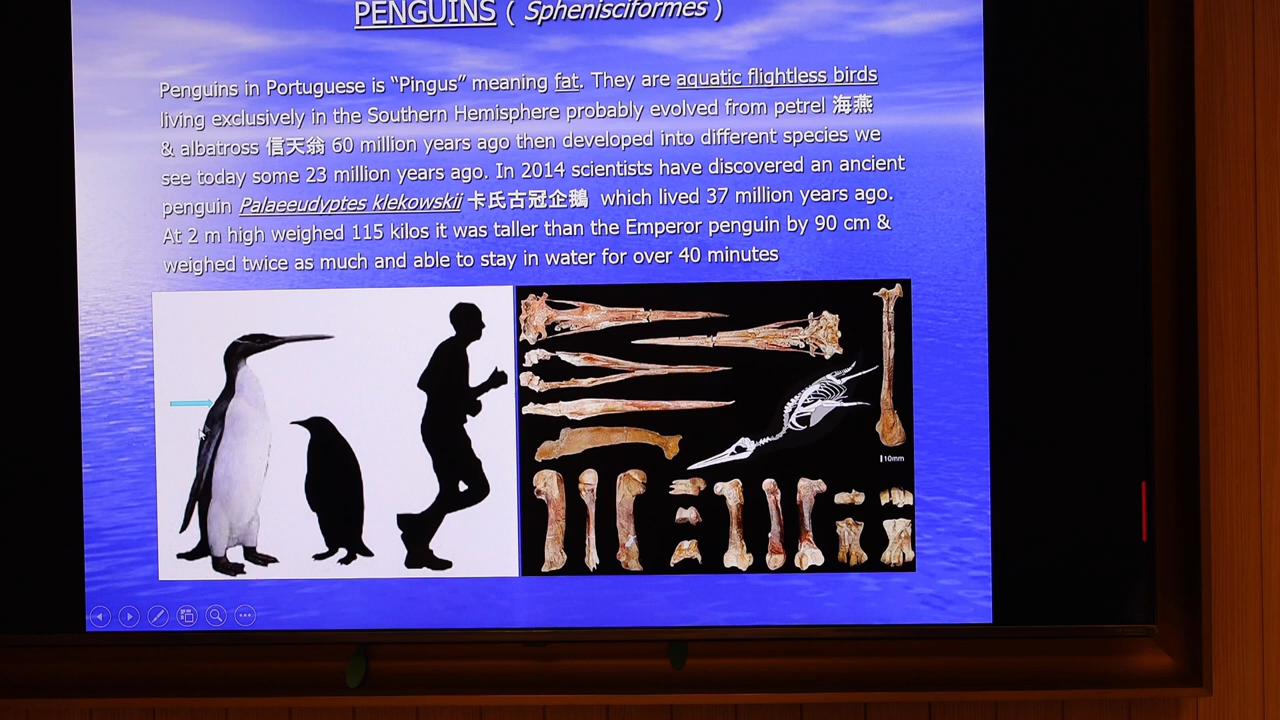 PENGUINS ( Sphenisciformes )
Penguins in Portuguese is “Pingus” meaning fat. They are aquatic flightless birds
living exclusively in the Southern Hemisphere probably evolved from petrel 海燕
& albatross 信天翁 60 million years ago then developed into different species we
see today some 23 million years ago. In 2014 scientists have discovered an ancient
penguin Palaeeudyptes klekowskii 卡氏古冠企鵝 which lived 37 million years ago.
At 2 m high weighed 115 kilos it was taller than the Emperor penguin by 90 cm &
weighed twice as much and able to stay in water for over 40 minutes
10mm